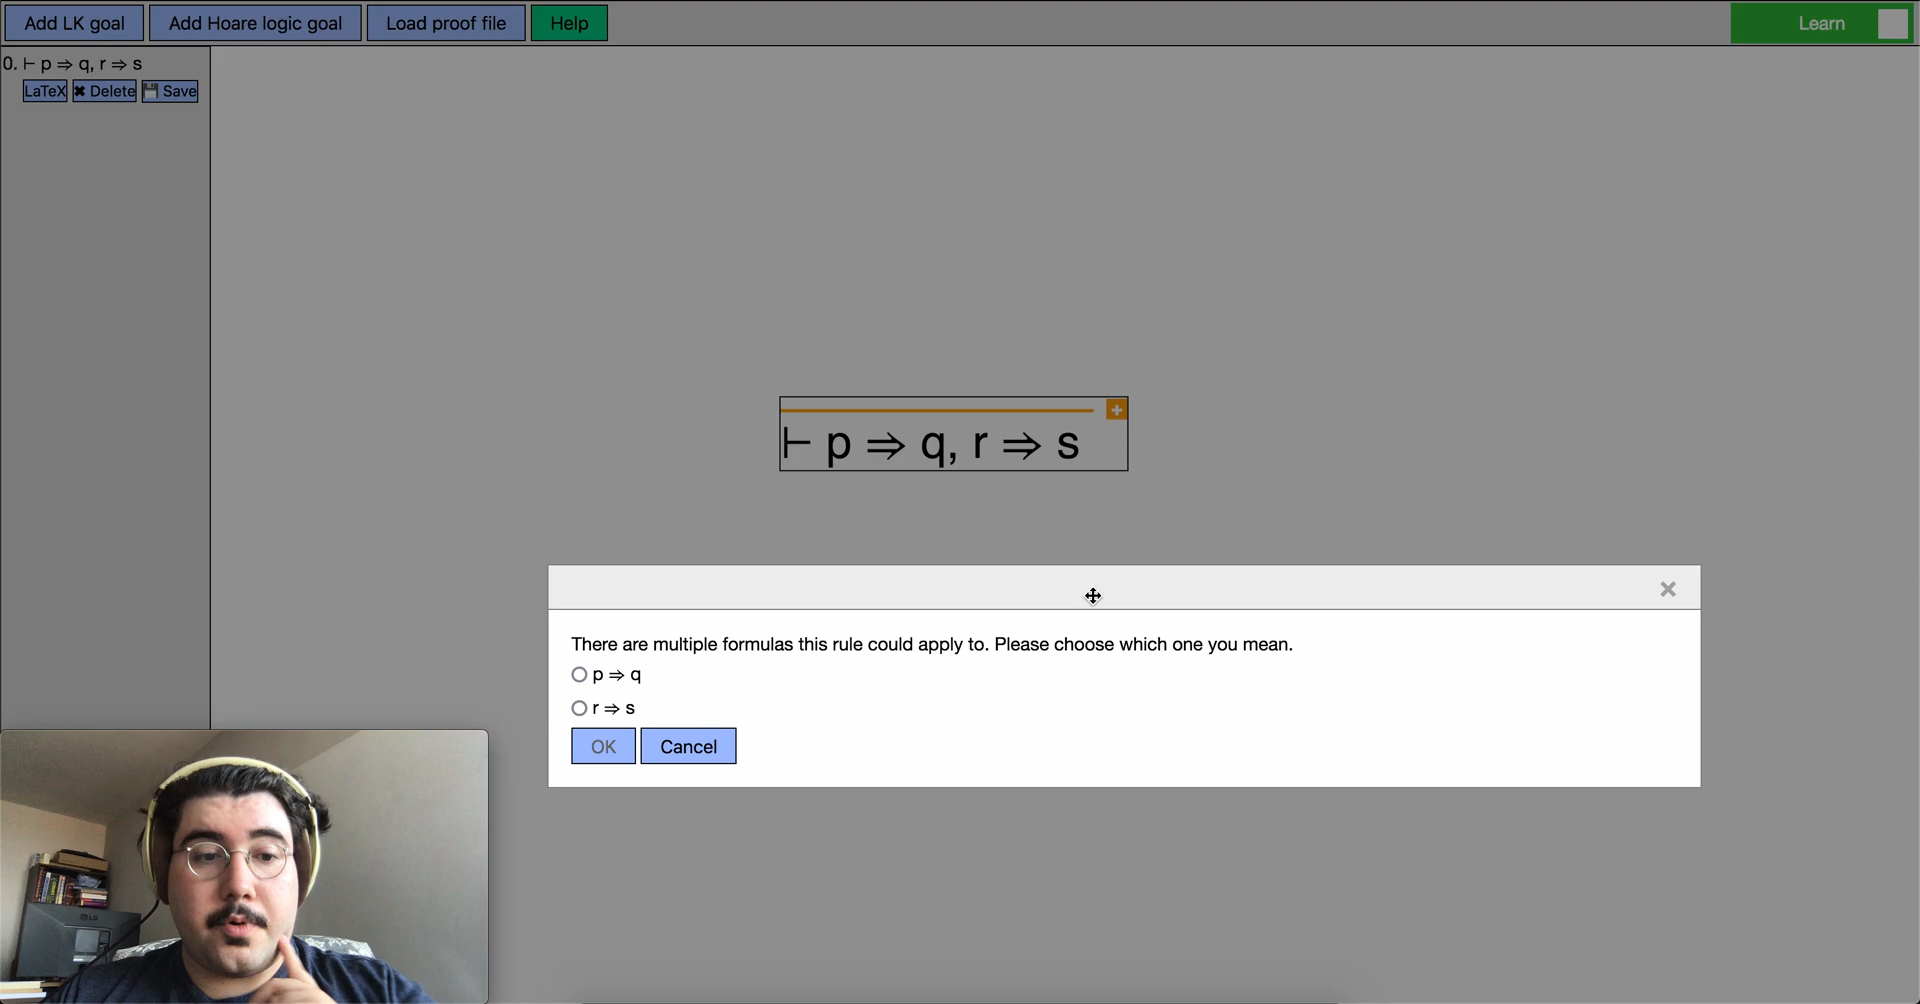 Add LK goal Add Hoare logic goal Load proof file Help Learn
0. ⊢ p ⇒ q, r ⇒ s
LaTeX ✖ Delete 💾 Save
⊢ p ⇒ q, r ⇒ s
There are multiple formulas this rule could apply to. Please choose which one you mean.
p ⇒ q
r ⇒ s
OK Cancel
LG